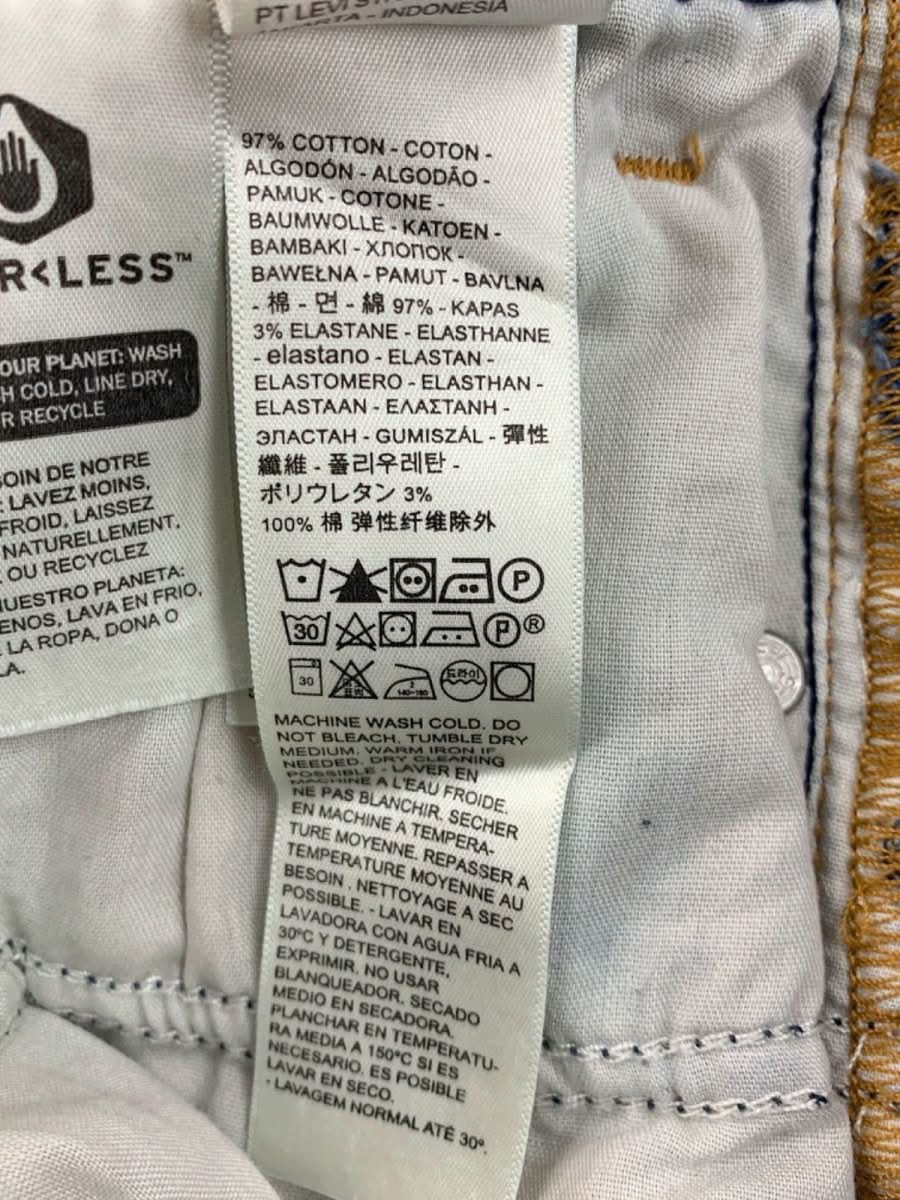 PT LEVI
- INDONESIA
LESS™
OUR PLANET: WASH
COLD, LINE DRY,
RECYCLE
DE NOTRE
LAVEZ MOINS,
FROID, LAISSEZ
NATURELLEMENT,
OU RECYCLEZ
NUESTRO PLANETA:
LAVA EN FRIO,
LA ROPA, DONA O
97% COTTON - COTON -
ALGODÓN - ALGODÃO -
PAMUK - COTONE -
BAUMWOLLE - KATOEN -
BAMBAKI - ХЛОПОК -
BAWEŁNA - PAMUT - BAVLNA
- 棉 - 면 - 綿 97% - KAPAS
3% ELASTANE - ELASTHANNE
- elastano - ELASTAN -
ELASTOMERO - ELASTHAN -
ELASTAAN - ΕΛΑΣΤΑΝΗ -
ЭЛАСТАН - GUMISZÁL - 彈性
纖維 - 폴리우레탄 -
ポリウレタン 3%
100% 棉 弹性纤维除外
P
30 P®
30 드라이
MACHINE WASH COLD. DO
NOT BLEACH. TUMBLE DRY
MEDIUM. WARM IRON IF
NEEDED. DRY CLEANING
POSSIBLE - LAVER EN
MACHINE A L'EAU FROIDE.
NE PAS BLANCHIR. SECHER
EN MACHINE A TEMPERA-
TURE MOYENNE. REPASSER A
TEMPERATURE MOYENNE AU
BESOIN . NETTOYAGE A SEC
POSSIBLE. - LAVAR EN
LAVADORA CON AGUA FRIA A
30ºC Y DETERGENTE,
EXPRIMIR. NO USAR
BLANQUEADOR. SECADO
MEDIO EN SECADORA.
PLANCHAR EN TEMPERATU-
RA MEDIA A 150ºC SI ES
NECESARIO. ES POSIBLE
LAVAR EN SECO.
- LAVAGEM NORMAL ATÉ 30º.